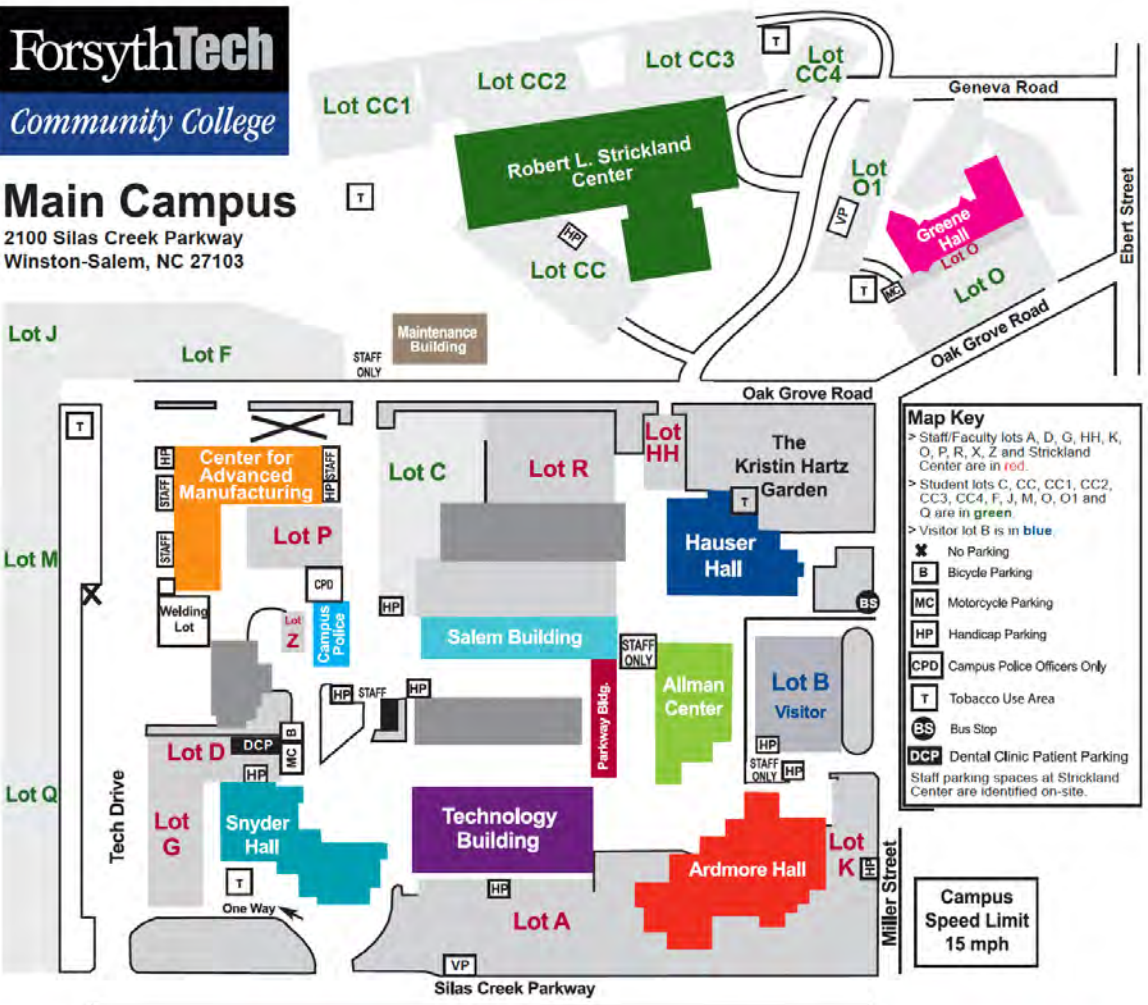 ForsythTech
Community College
Main Campus
2100 Silas Creek Parkway
Winston-Salem, NC 27103
T
Lot CC1
Lot CC2
Lot CC3
T
Lot
CC4
Geneva Road
Robert L. Strickland
Center
HP
Lot CC
Lot
O1
VP
Greene
Hall
Lot O
Lot O
T
MC
Ebert Street
Oak Grove Road
Lot J
Lot F
STAFF
ONLY
Maintenance
Building
Oak Grove Road
T
HP
STAFF
STAFF
Center for
Advanced
Manufacturing
STAFF
HP
Lot P
CPD
Welding
Lot
Lot
Z
Campus
Police
Lot M
Lot C
Lot R
Lot
HH
The
Kristin Hartz
Garden
T
Hauser
Hall
BS
HP
Salem Building
STAFF
ONLY
Allman
Center
Lot B
Visitor
HP
STAFF
ONLY
HP
Parkway Bldg.
HP
STAFF
HP
Lot D
DCP
B
MC
HP
Lot Q
Tech Drive
Lot
G
Snyder
Hall
T
One Way
Technology
Building
HP
Lot A
VP
Ardmore Hall
Lot
K
HP
Miller Street
Silas Creek Parkway
Map Key
> Staff/Faculty lots A, D, G, HH, K,
O, P, R, X, Z and Strickland
Center are in red.
> Student lots C, CC, CC1, CC2,
CC3, CC4, F, J, M, O, O1 and
Q are in green.
> Visitor lot B is in blue
No Parking
B Bicycle Parking
MC Motorcycle Parking
HP Handicap Parking
CPD Campus Police Officers Only
T Tobacco Use Area
BS Bus Stop
DCP Dental Clinic Patient Parking
Staff parking spaces at Strickland
Center are identified on-site.
Campus
Speed Limit
15 mph